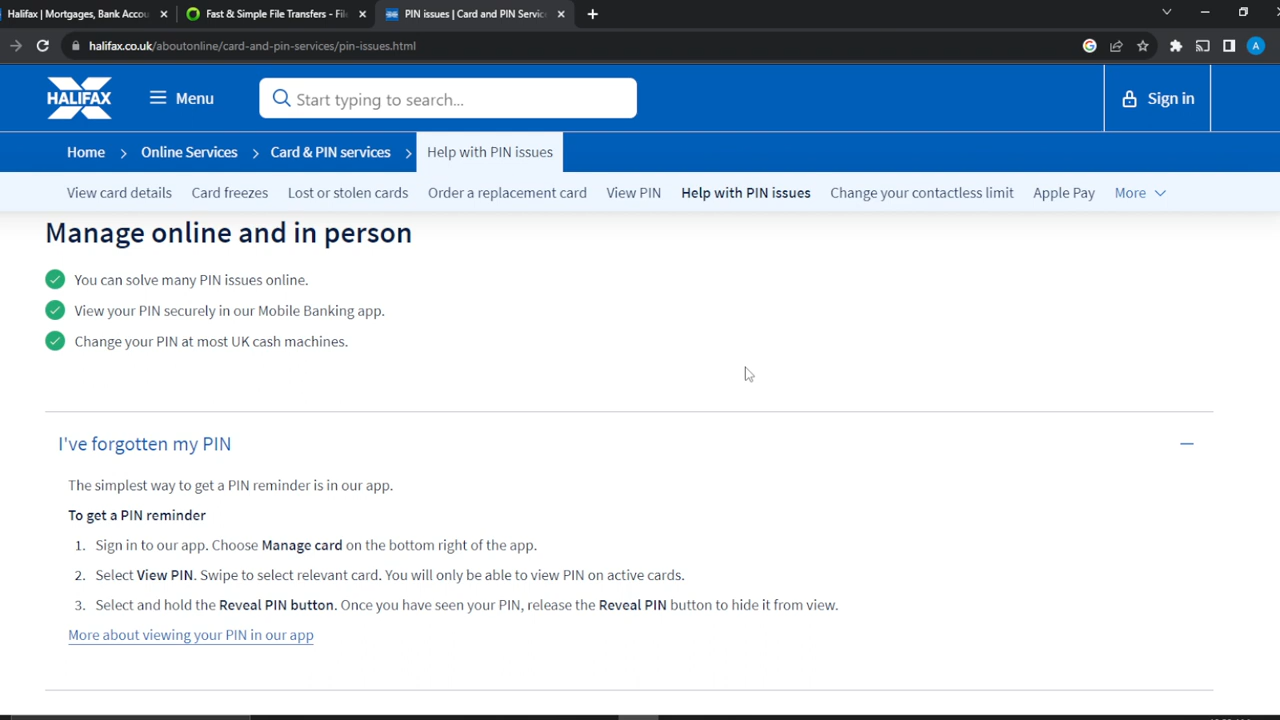 Halifax | Mortgages, Bank Accou
Fast & Simple File Transfers - Fil
PIN issues | Card and PIN Servic
halifax.co.uk/aboutonline/card-and-pin-services/pin-issues.html
A
HALIFAX
Menu
Start typing to search...
Sign in
Home > Online Services > Card & PIN services > Help with PIN issues
View card details Card freezes Lost or stolen cards Order a replacement card View PIN Help with PIN issues Change your contactless limit Apple Pay More
Manage online and in person
You can solve many PIN issues online.
View your PIN securely in our Mobile Banking app.
Change your PIN at most UK cash machines.
I've forgotten my PIN
The simplest way to get a PIN reminder is in our app.
To get a PIN reminder
1. Sign in to our app. Choose Manage card on the bottom right of the app.
2. Select View PIN. Swipe to select relevant card. You will only be able to view PIN on active cards.
3. Select and hold the Reveal PIN button. Once you have seen your PIN, release the Reveal PIN button to hide it from view.
More about viewing your PIN in our app